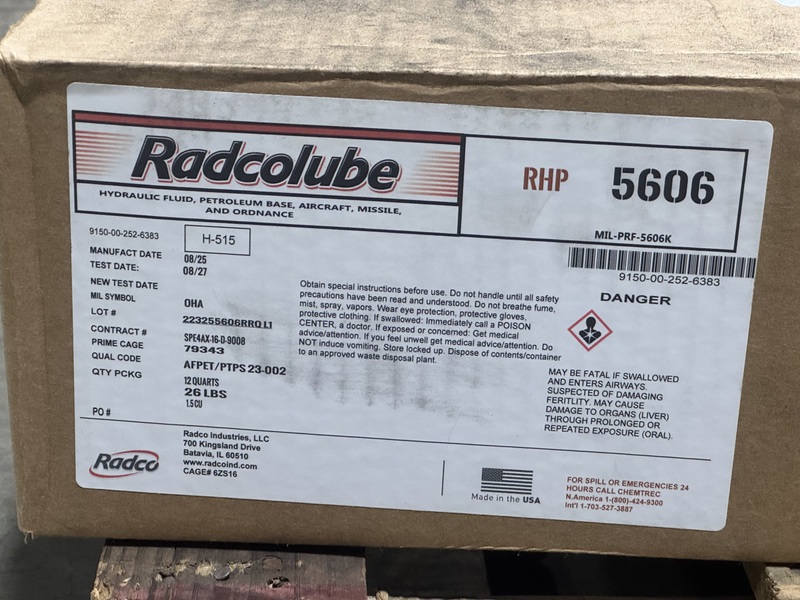 Radcolube
HYDRAULIC FLUID, PETROLEUM BASE, AIRCRAFT, MISSILE,
AND ORDNANCE
RHP 5606
MIL-PRF-5606K
9150-00-252-6383
H-515
9150-00-252-6383
MANUFACT DATE 08/25
TEST DATE: 08/27
NEW TEST DATE
MIL SYMBOL OHA
LOT # 223255606RRQ L1
CONTRACT # SPE4AX-16-D-9008
PRIME CAGE 79343
QUAL CODE AFPET/PTPS 23-002
QTY PCKG 12 QUARTS
26 LBS
1.5 CU
PO #
Obtain special instructions before use. Do not handle until all safety
precautions have been read and understood. Do not breathe fume,
mist, spray, vapors. Wear eye protection, protective gloves,
protective clothing. If swallowed: Immediately call a POISON
CENTER, a doctor. If exposed or concerned: Get medical
advice/attention. If you feel unwell get medical advice/attention. Do
NOT induce vomiting. Store locked up. Dispose of contents/container
to an approved waste disposal plant.
DANGER
MAY BE FATAL IF SWALLOWED
AND ENTERS AIRWAYS.
SUSPECTED OF DAMAGING
FERITLITY. MAY CAUSE
DAMAGE TO ORGANS (LIVER)
THROUGH PROLONGED OR
REPEATED EXPOSURE (ORAL).
Radco
Radco Industries, LLC
700 Kingsland Drive
Batavia, IL 60510
www.radcoind.com
CAGE# 6ZS16
Made in the USA
FOR SPILL OR EMERGENCIES 24
HOURS CALL CHEMTREC
N.America 1-(800)-424-9300
Int'l 1-703-527-3887